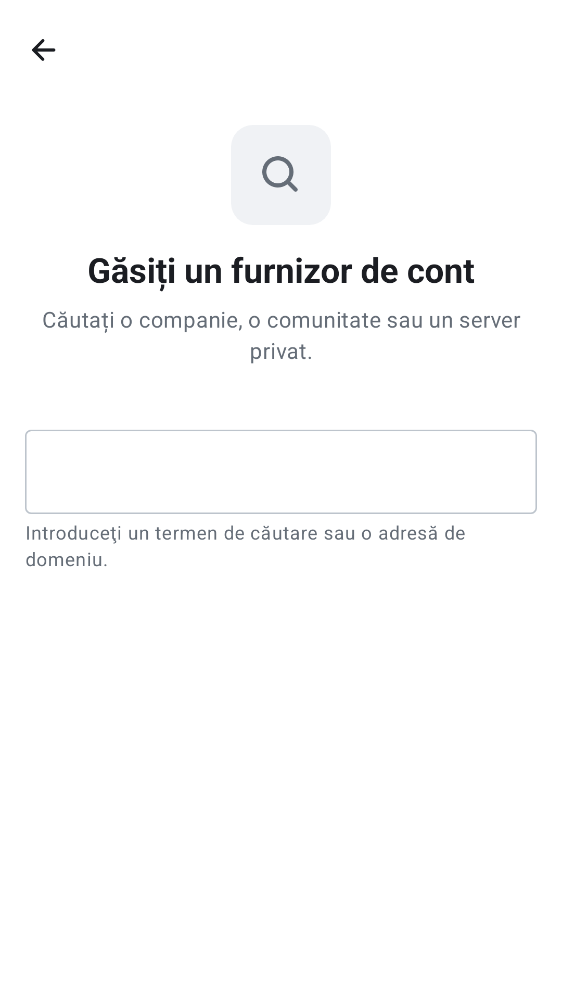 Găsiți un furnizor de cont
Căutați o companie, o comunitate sau un server
privat.
Introduceţi un termen de căutare sau o adresă de
domeniu.